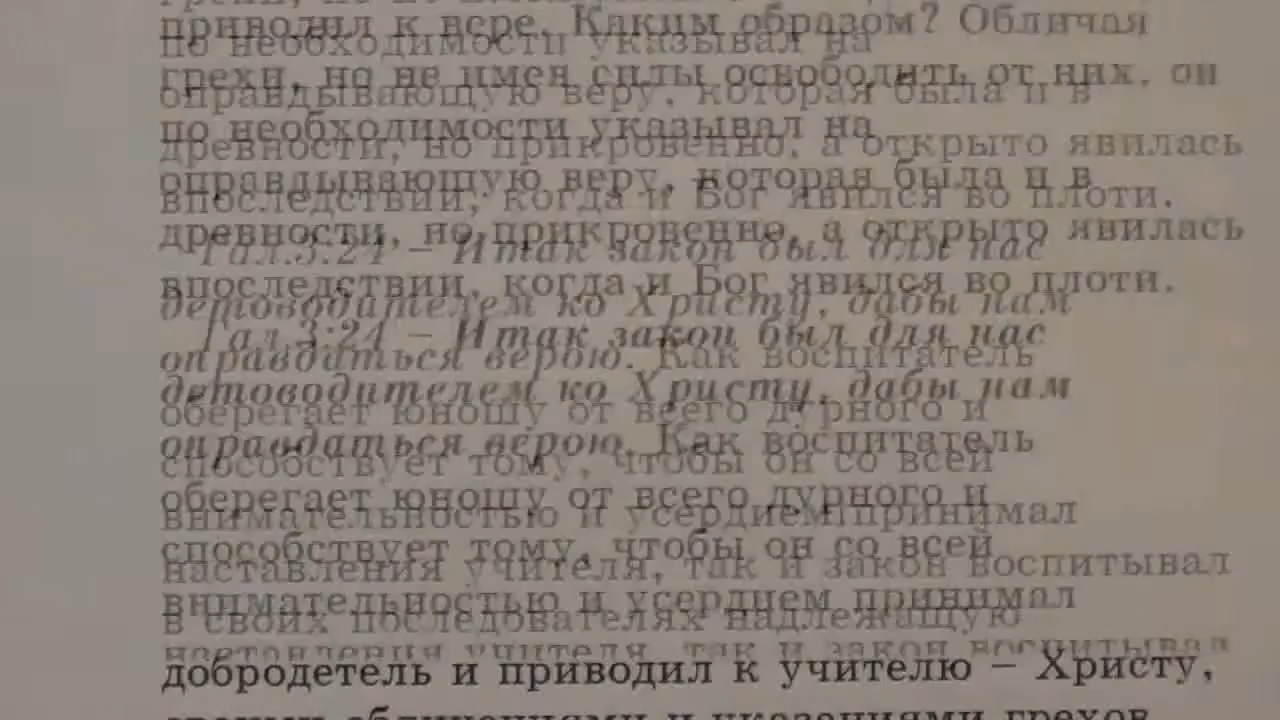 приводил к вере. Каким образом? Обличая
грехи, но не имея силы освободить от них, он
по необходимости указывал на
оправдывающую веру, которая была и в
древности, но прикровенно, а открыто явилась
впоследствии, когда и Бог явился во плоти.
Гал.3:24 – Итак закон был для нас
детоводителем ко Христу, дабы нам
оправдаться верою. Как воспитатель
оберегает юношу от всего дурного и
способствует тому, чтобы он со всей
внимательностью и усердием принимал
наставления учителя, так и закон воспитывал
в своих последователях надлежащую
добродетель и приводил к учителю – Христу,